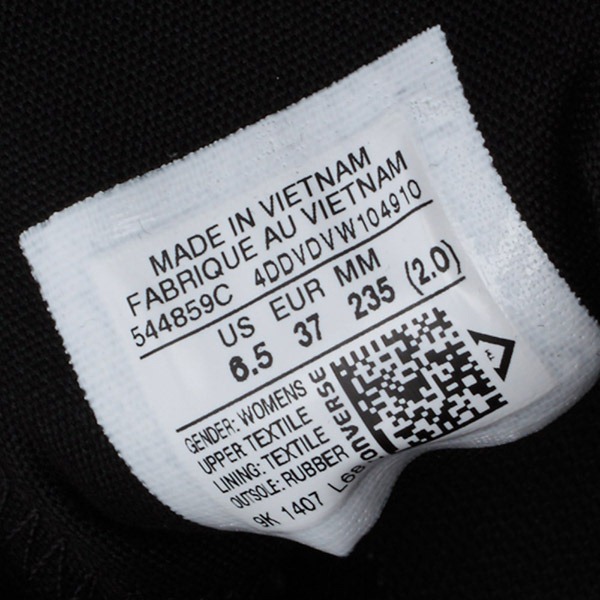 MADE IN VIETNAM
FABRIQUE AU VIETNAM
544859C 4DDVDVW104910
US EUR MM
6.5 37 235 (2.0)
GENDER: WOMENS
UPPER TEXTILE
LINING: TEXTILE
OUTSOLE: RUBBER
9K 1407
CONVERSE